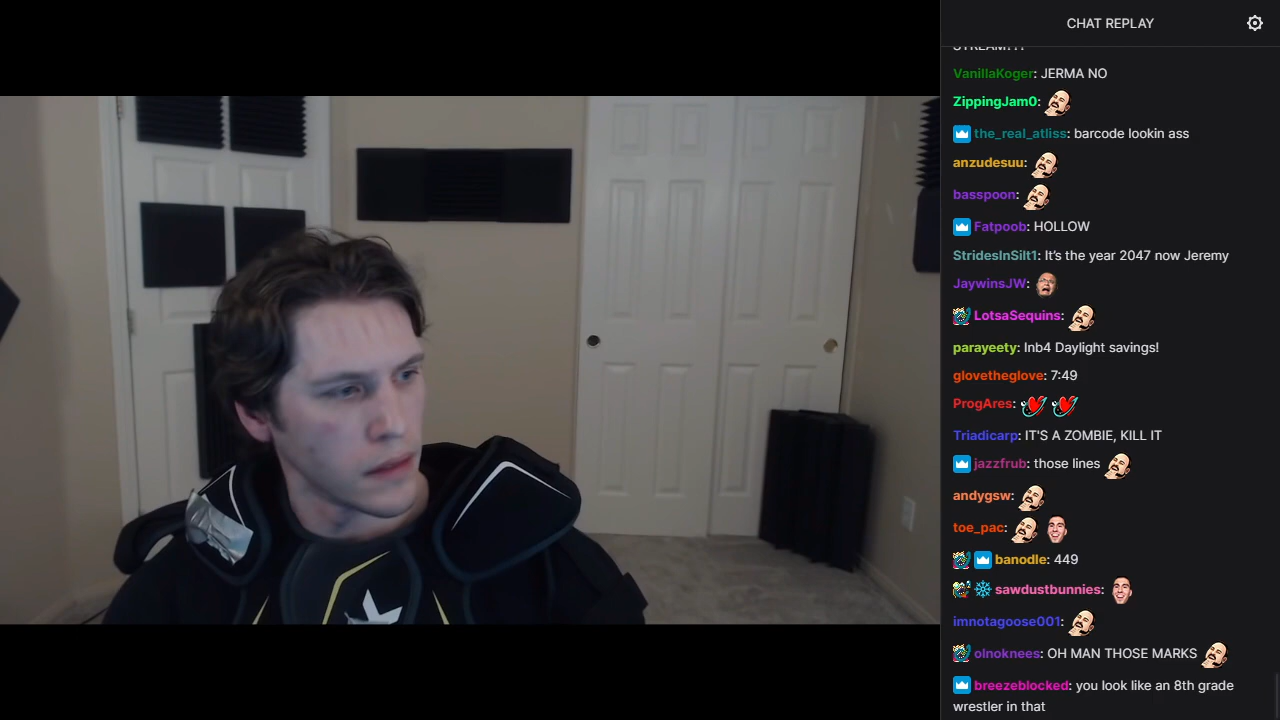 CHAT REPLAY
VanillaKoger: JERMA NO
ZippingJam0:
the_real_atliss: barcode lookin ass
anzudesuu:
basspoon:
Fatpoob: HOLLOW
StridesInSilt1: It’s the year 2047 now Jeremy
JaywinsJW:
LotsaSequins:
parayeety: Inb4 Daylight savings!
glovetheglove: 7:49
ProgAres:
Triadicarp: IT'S A ZOMBIE, KILL IT
jazzfrub: those lines
andygsw:
toe_pac:
banodle: 449
sawdustbunnies:
imnotagoose001:
olnoknees: OH MAN THOSE MARKS
breezeblocked: you look like an 8th grade
wrestler in that